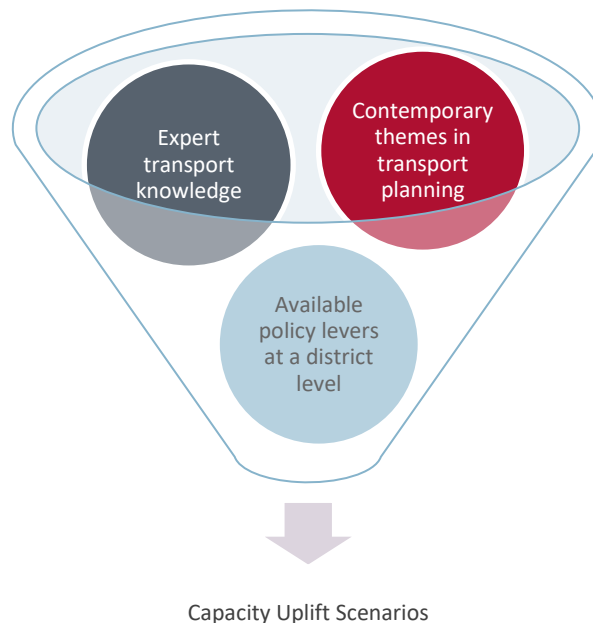 Expert
transport
knowledge
Contemporary
themes in
transport
planning
Available
policy levers
at a district
level
Capacity Uplift Scenarios